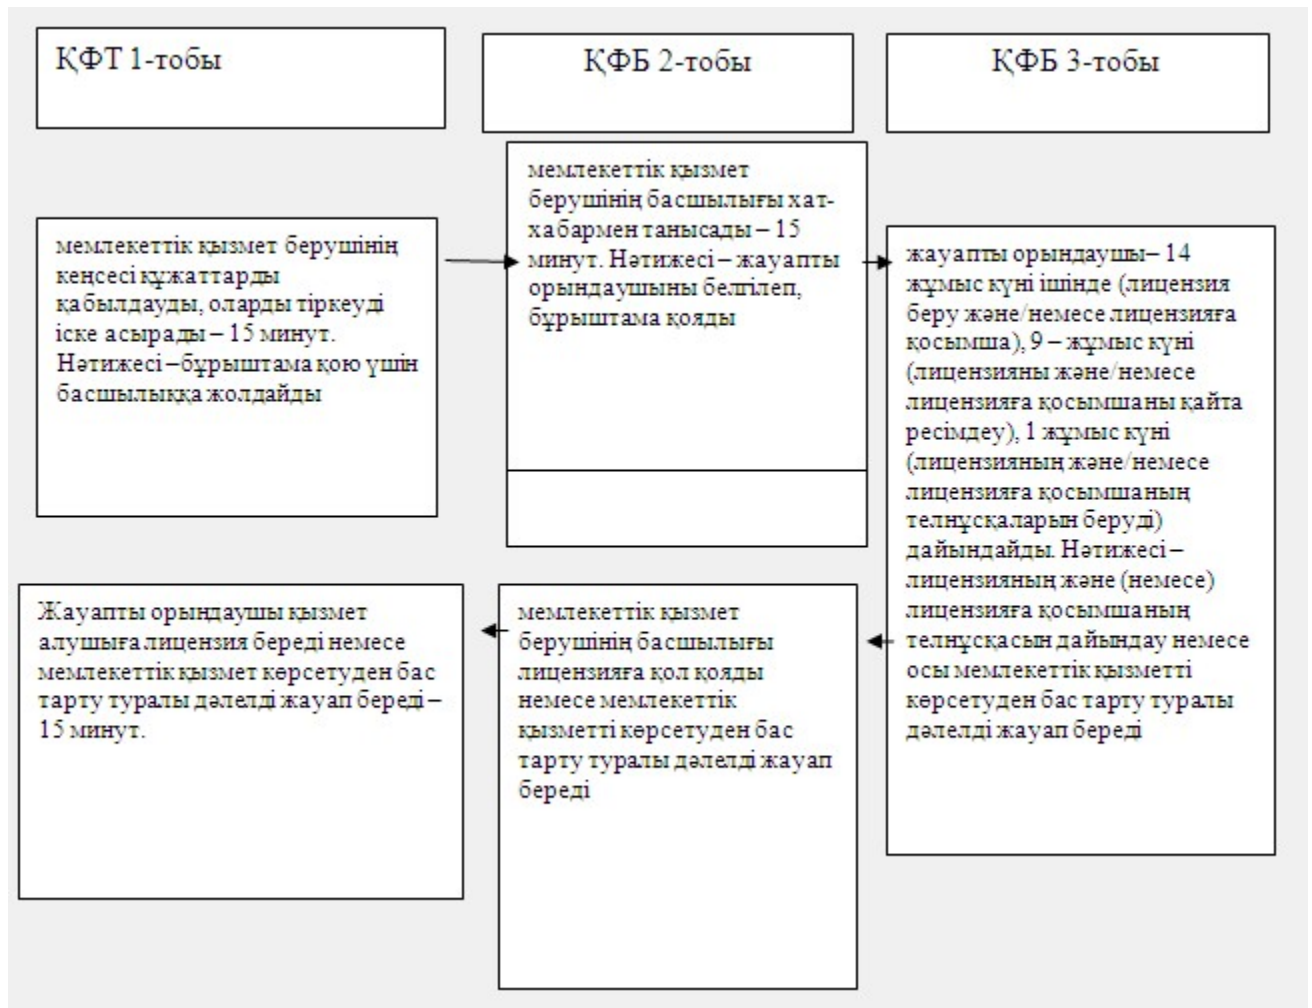 ҚФТ 1-тобы
ҚФБ 2-тобы
ҚФБ 3-тобы
мемлекеттік қызмет берушінің
кеңсесі құжаттарды
қабылдауды, оларды тіркеуді
іске асырады – 15 минут.
Нәтижесі –бұрыштама қою үшін
басшылыққа жолдайды
мемлекеттік қызмет
берушінің басшылығы хат-
хабармен танысады – 15
минут. Нәтижесі – жауапты
орындаушыны белгілеп,
бұрыштама қояды
жауапты орындаушы– 14
жұмыс күні ішінде (лицензия
беру және/немесе лицензияға
қосымша), 9 – жұмыс күні
(лицензияны және/немесе
лицензияға қосымшаны қайта
ресімдеу), 1 жұмыс күні
(лицензияның және/немесе
лицензияға қосымшаның
телнұсқаларын беруді)
дайындайды. Нәтижесі –
лицензияның және (немесе)
лицензияға қосымшаның
телнұсқасын дайындау немесе
осы мемлекеттік қызметті
көрсетуден бас тарту туралы
дәлелді жауап береді
мемлекеттік қызмет
берушінің басшылығы
лицензияға қол қояды
немесе мемлекеттік
қызметті көрсетуден бас
тарту туралы дәлелді жауап
береді
Жауапты орындаушы қызмет
алушыға лицензия береді немесе
мемлекеттік қызмет көрсетуден бас
тарту туралы дәлелді жауап береді –
15 минут.